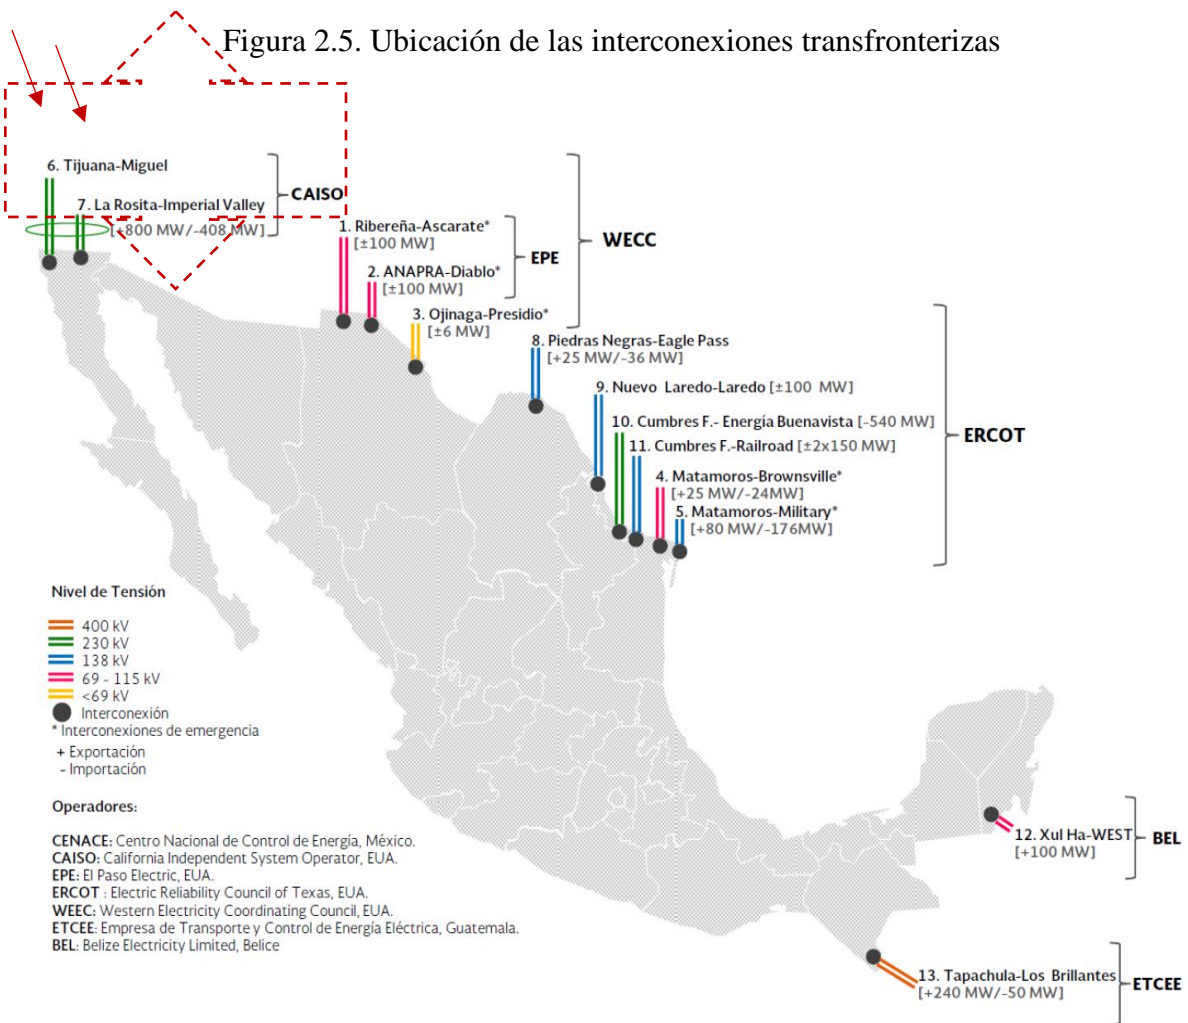 Figura 2.5. Ubicación de las interconexiones transfronterizas
6. Tijuana-Miguel
7. La Rosita-Imperial Valley
[+800 MW/-408 MW]
CAISO
1. Ribereña-Ascarate*
[±100 MW]
2. ANAPRA-Diablo*
[±100 MW]
EPE
WECC
3. Ojinaga-Presidio*
[±6 MW]
8. Piedras Negras-Eagle Pass
[+25 MW/-36 MW]
9. Nuevo Laredo-Laredo [±100 MW]
10. Cumbres F.- Energía Buenavista [-540 MW]
11. Cumbres F.-Railroad [±2x150 MW]
4. Matamoros-Brownsville*
[+25 MW/-24MW]
5. Matamoros-Military*
[+80 MW/-176MW]
ERCOT
Nivel de Tensión
400 kV
230 kV
138 kV
69 - 115 kV
<69 kV
Interconexión
* Interconexiones de emergencia
+ Exportación
- Importación
Operadores:
CENACE: Centro Nacional de Control de Energía, México.
CAISO: California Independent System Operator, EUA.
EPE: El Paso Electric, EUA.
ERCOT : Electric Reliability Council of Texas, EUA.
WEEC: Western Electricity Coordinating Council, EUA.
ETCEE: Empresa de Transporte y Control de Energía Eléctrica, Guatemala.
BEL: Belize Electricity Limited, Belice
12. Xul Ha-WEST
[+100 MW]
BEL
13. Tapachula-Los Brillantes
[+240 MW/-50 MW]
ETCEE